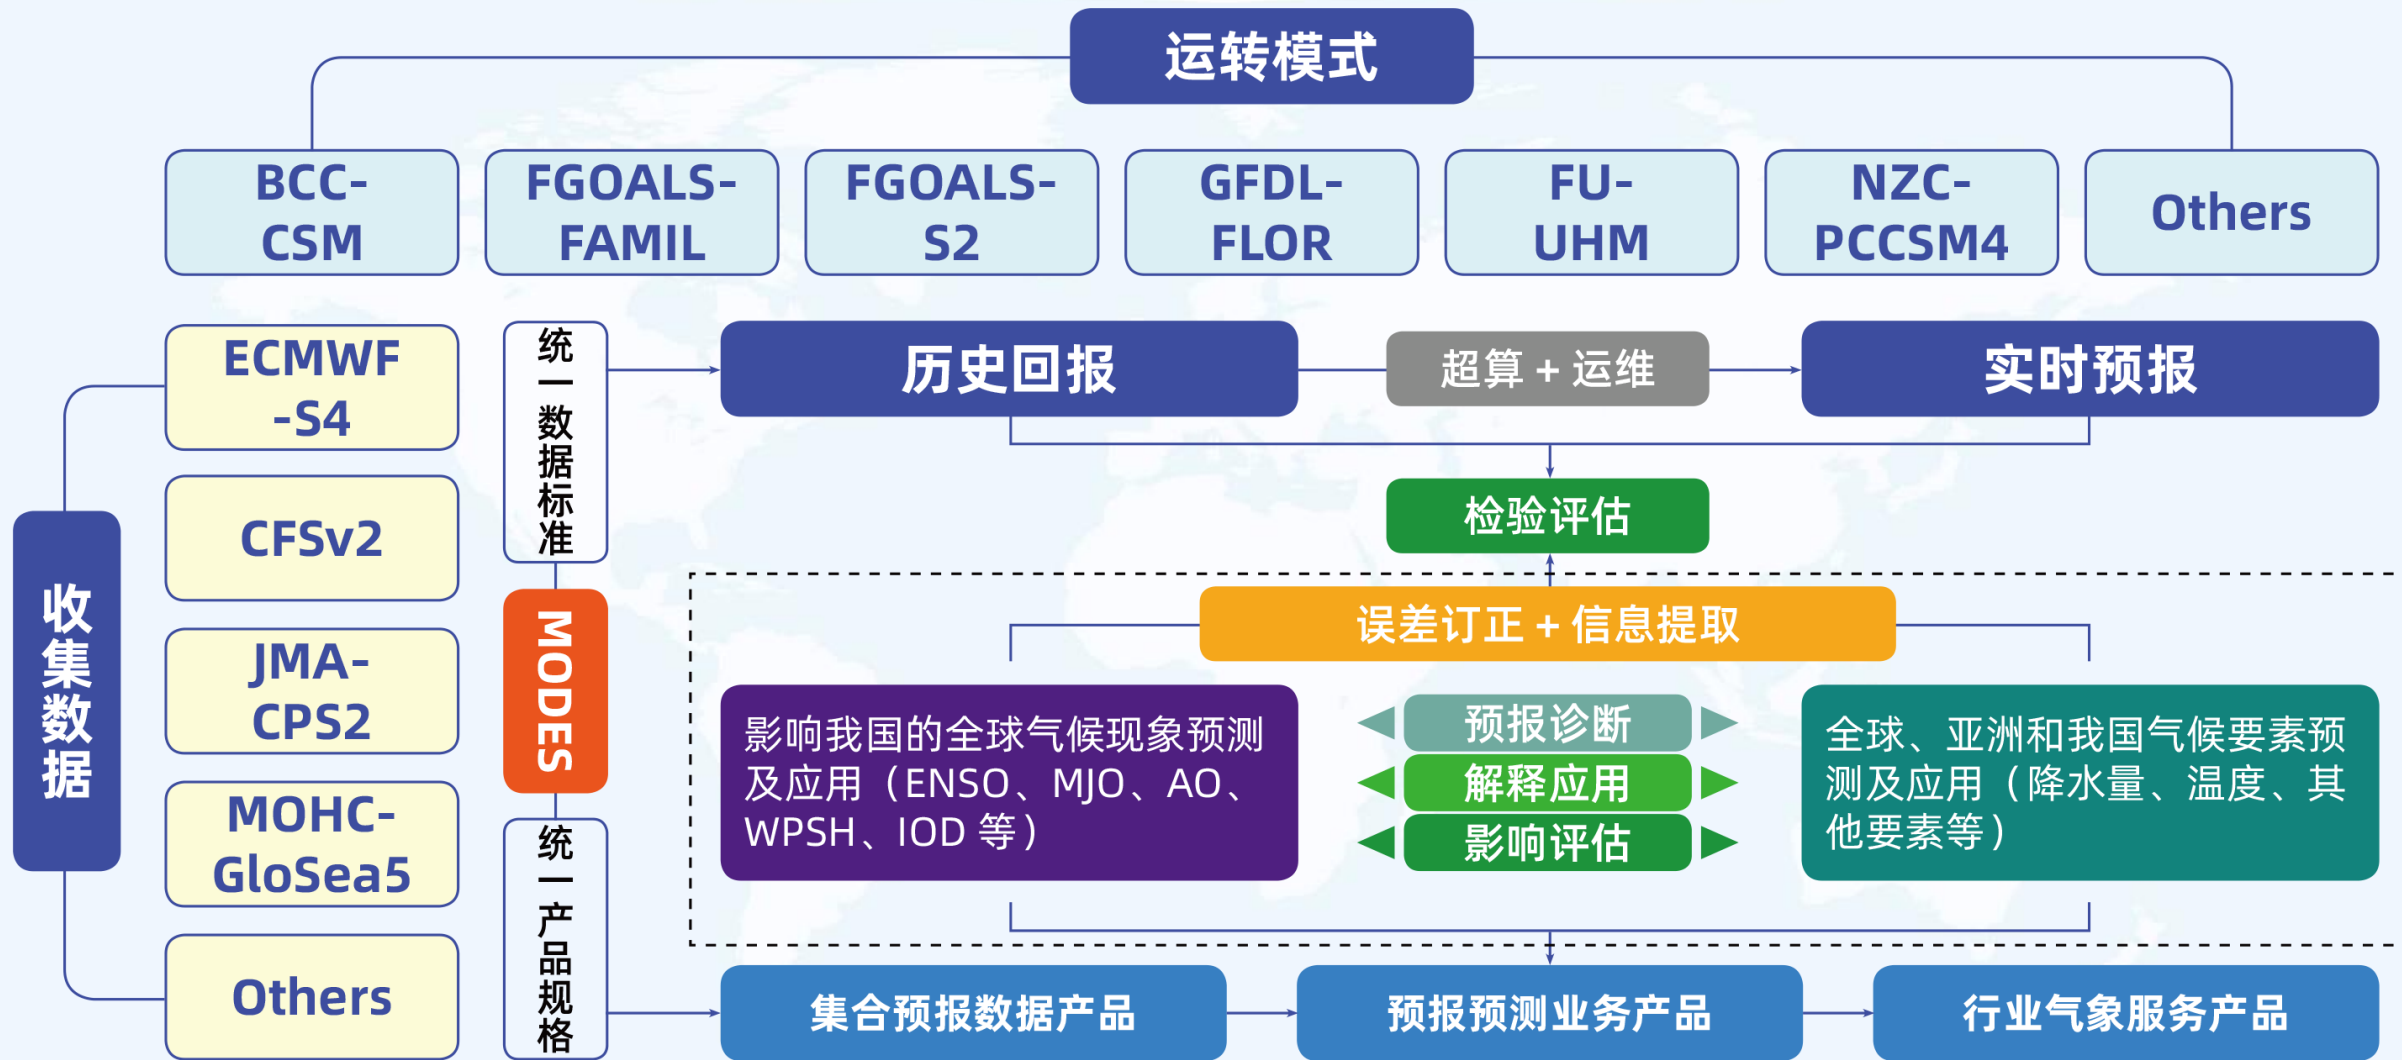 运转模式
BCC-
CSM
FGOALS-
FAMIL
FGOALS-
S2
GFDL-
FLOR
FU-
UHM
NZC-
PCCSM4
Others
收集数据
ECMWF
-S4
CFSv2
JMA-
CPS2
MOHC-
GloSea5
Others
统一数据标准
MODES
统一产品规格
历史回报
超算+运维
实时预报
检验评估
误差订正+信息提取
影响我国的全球气候现象预测
及应用（ENSO、MJO、AO、
WPSH、IOD 等）
预报诊断
解释应用
影响评估
全球、亚洲和我国气候要素预
测及应用（降水量、温度、其
他要素等）
集合预报数据产品
预报预测业务产品
行业气象服务产品